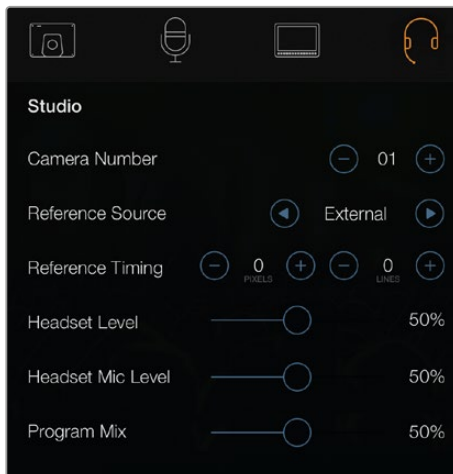 Studio
Camera Number 01
Reference Source External
Reference Timing 0 PIXELS 0 LINES
Headset Level 50%
Headset Mic Level 50%
Program Mix 50%